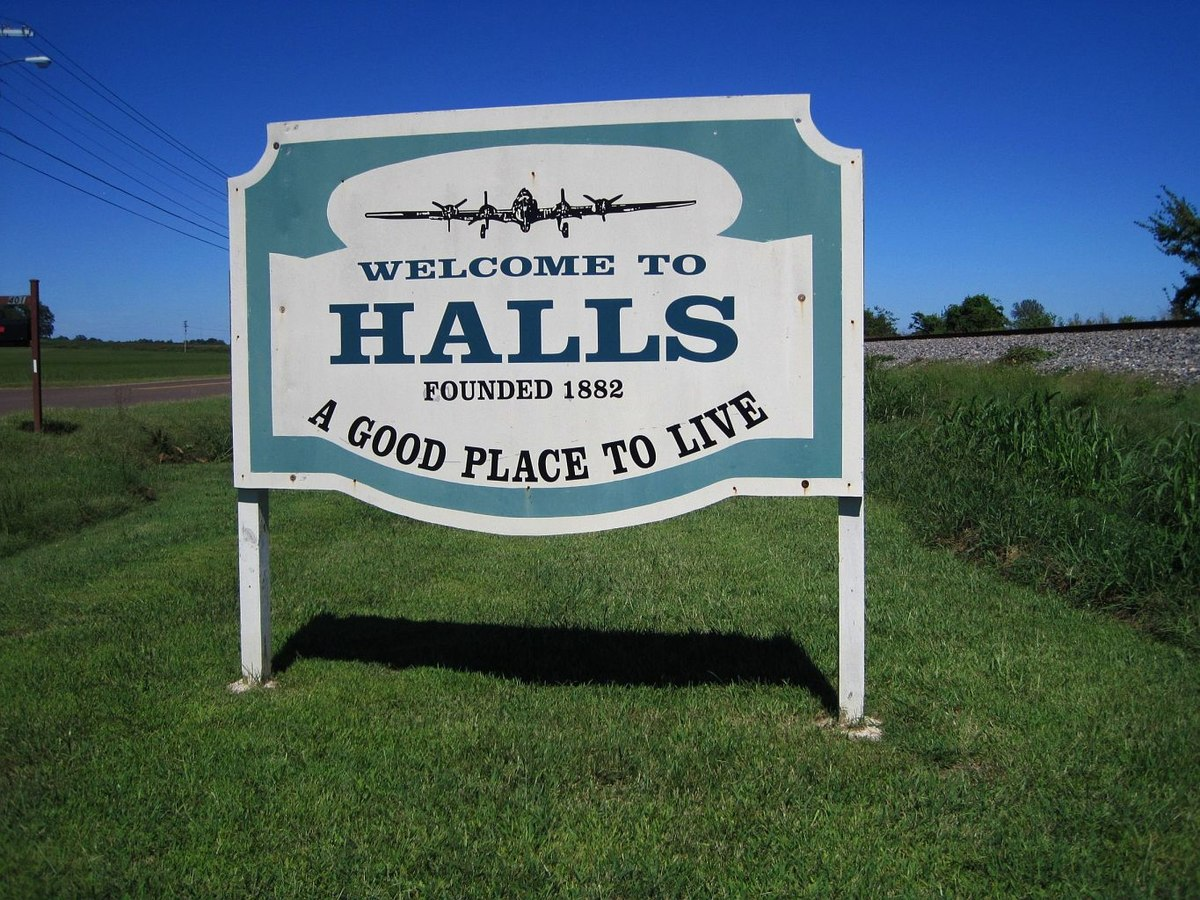 WELCOME TO
HALLS
FOUNDED 1882
A GOOD PLACE TO LIVE